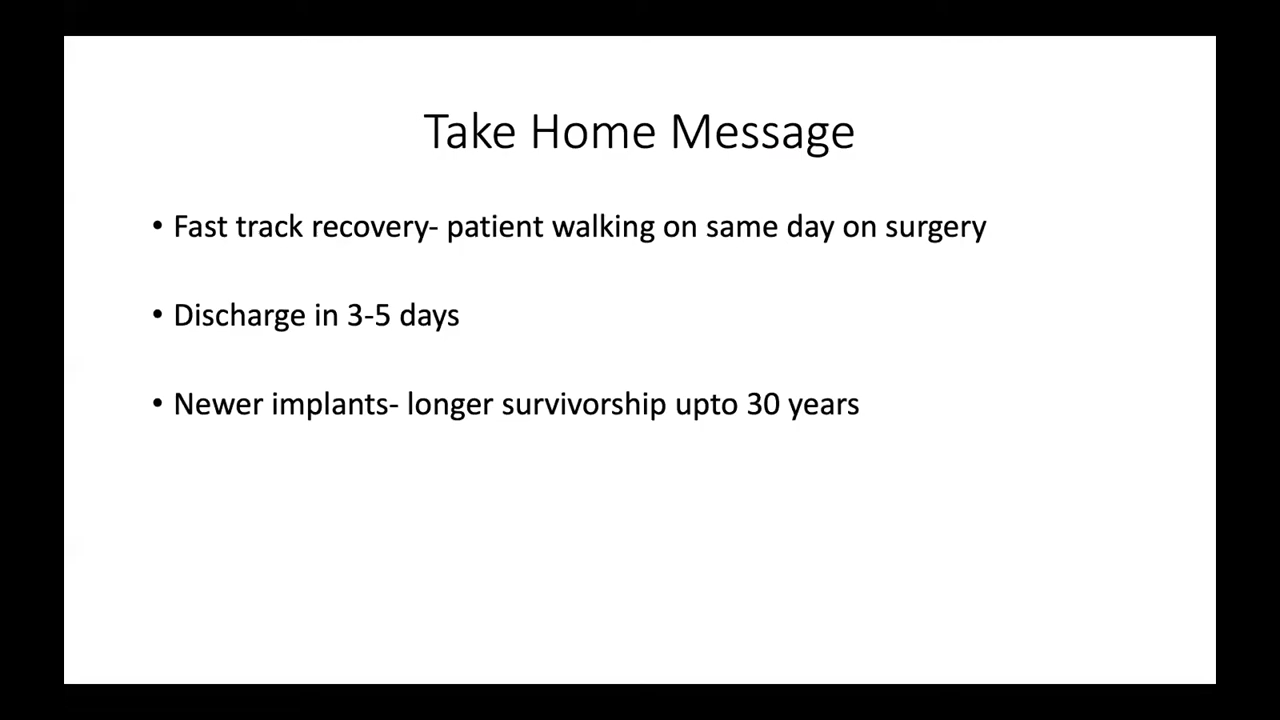 Take Home Message
• Fast track recovery- patient walking on same day on surgery
• Discharge in 3-5 days
• Newer implants- longer survivorship upto 30 years